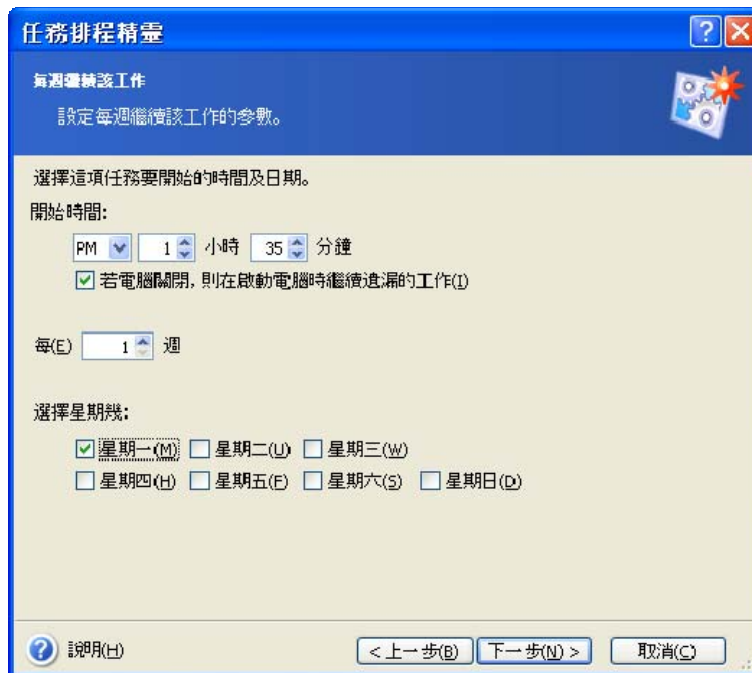 任務排程精靈
每週繼續該工作
設定每週繼續該工作的參數。
選擇這項任務要開始的時間及日期。
開始時間:
PM 1 小時 35 分鐘
若電腦關閉, 則在啟動電腦時繼續遺漏的工作(I)
每(E) 1 週
選擇星期幾:
星期一(M) 星期二(U) 星期三(W)
星期四(H) 星期五(F) 星期六(S) 星期日(D)
說明(H) < 上一步(B) 下一步(N) > 取消(C)